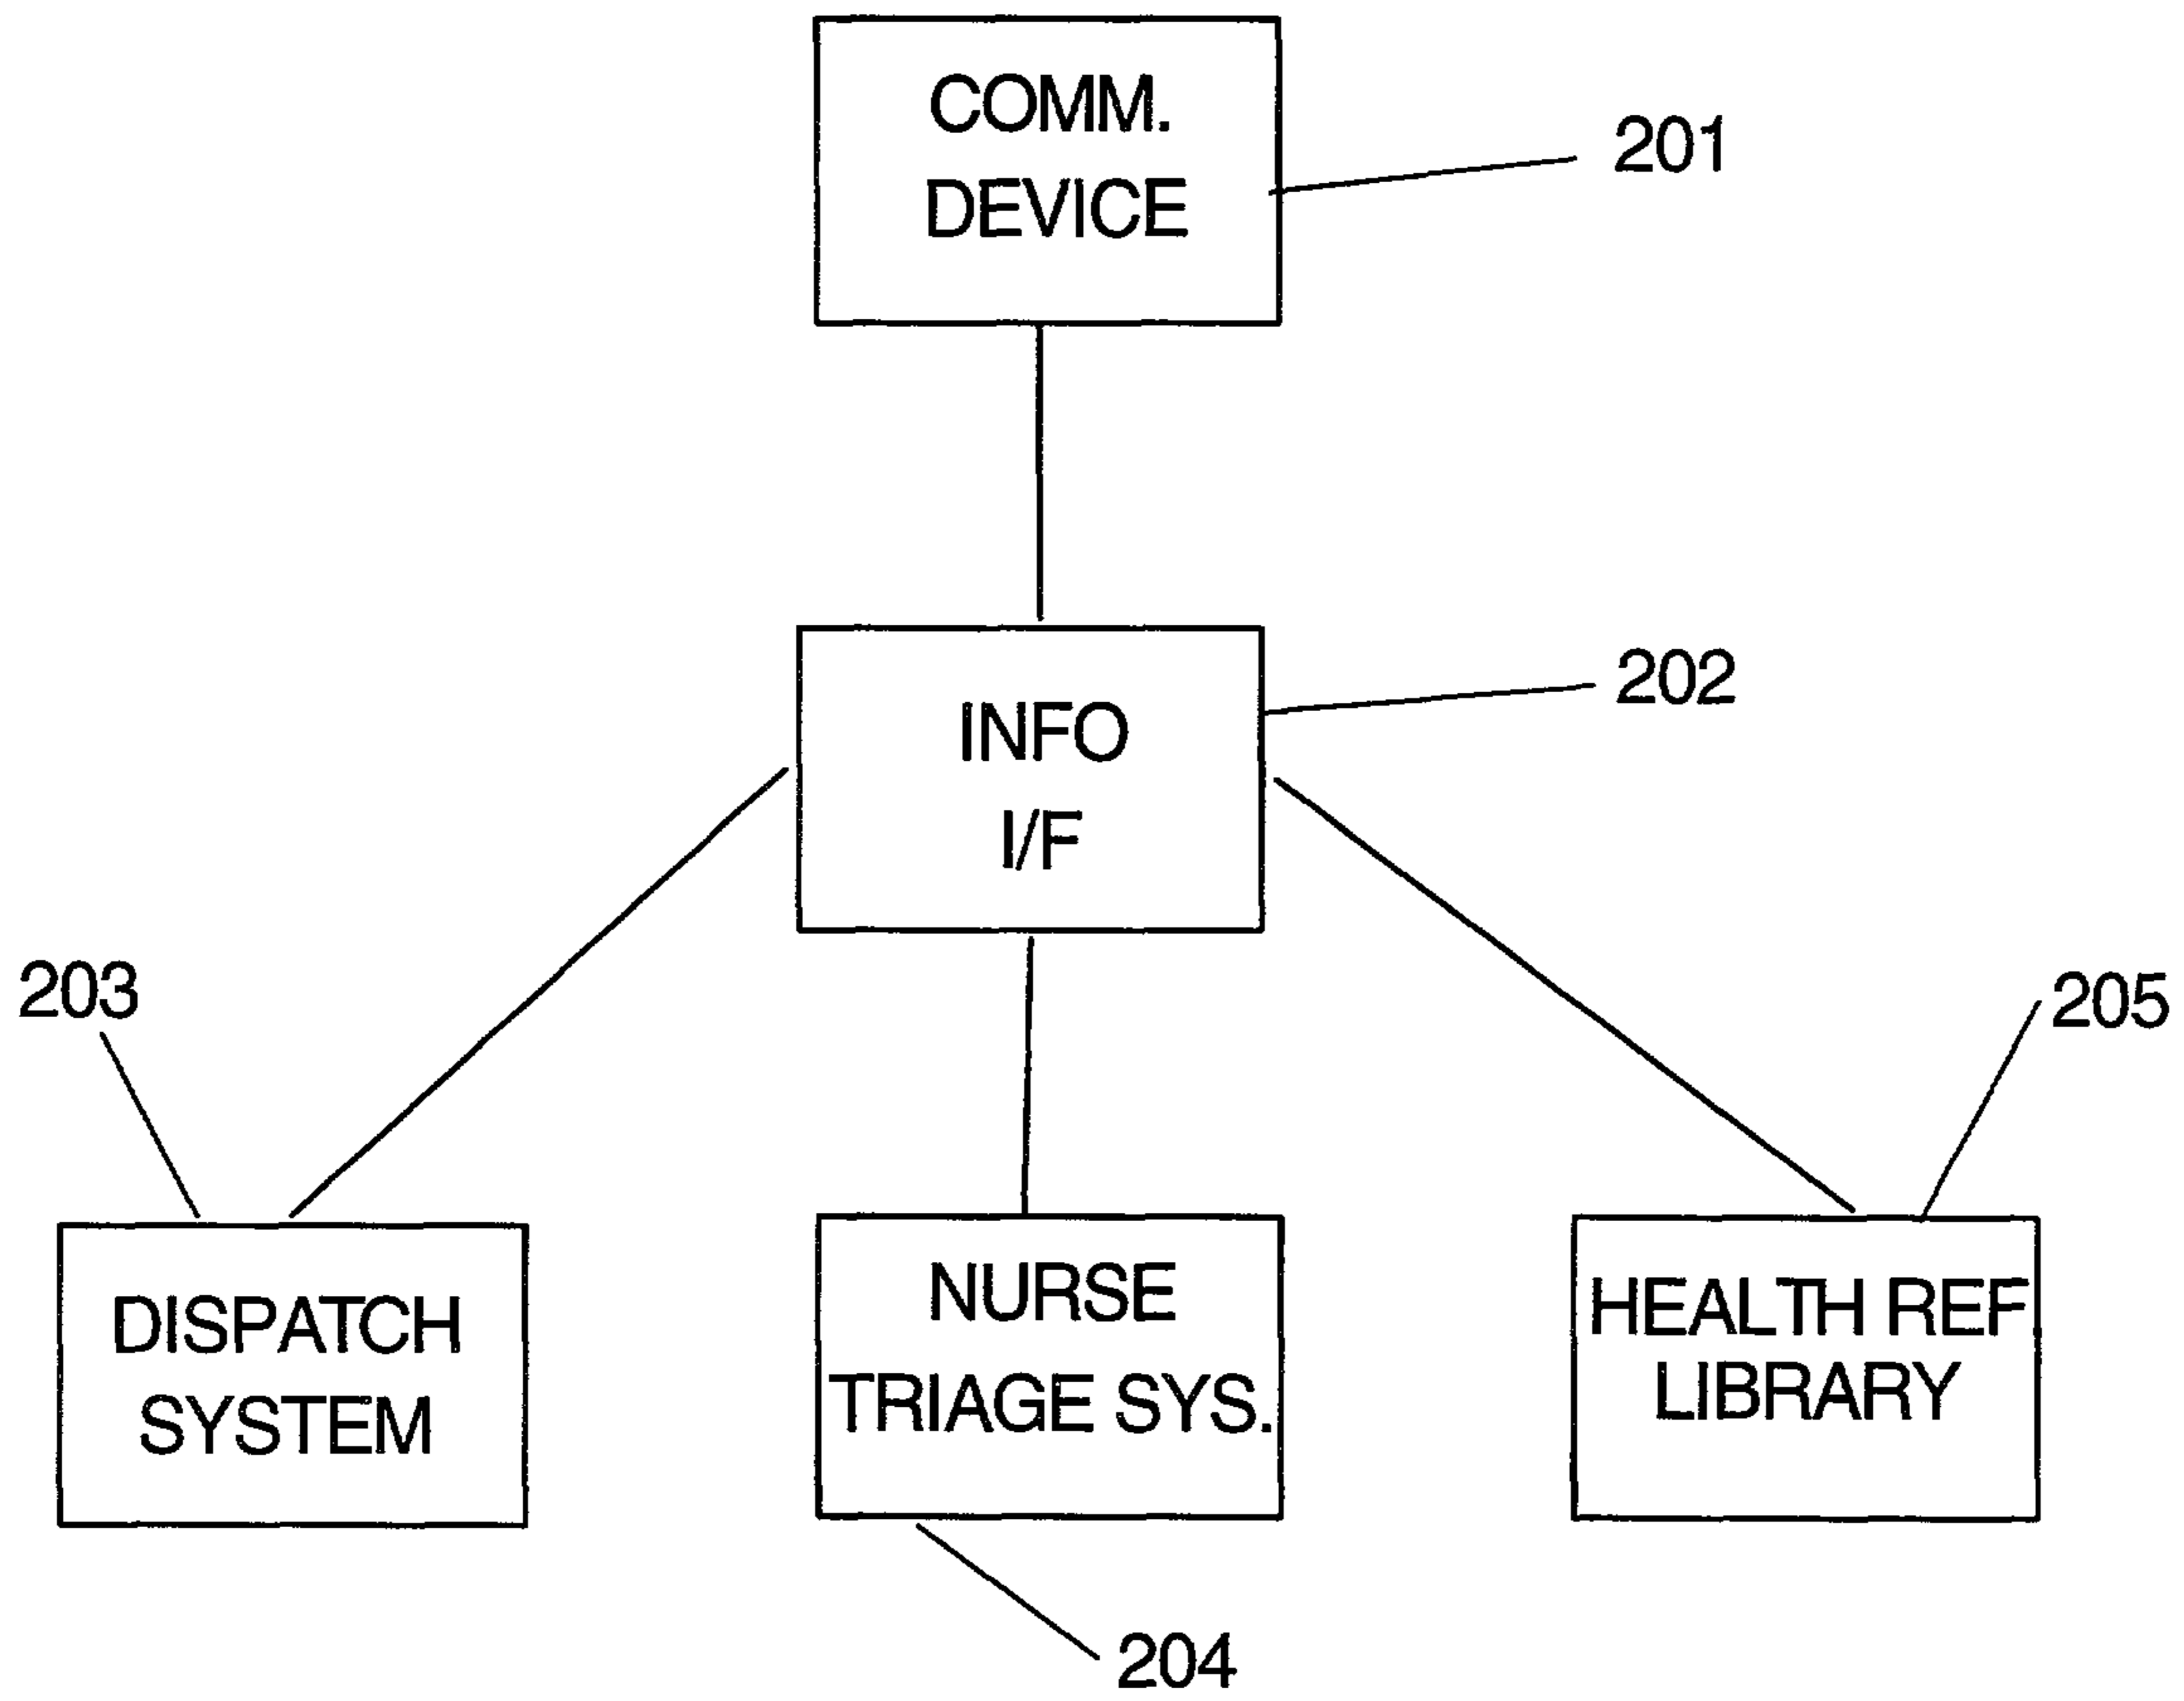 COMM.
DEVICE
201
INFO
I/F
202
203
205
DISPATCH
SYSTEM
NURSE
TRIAGE SYS.
HEALTH REF
LIBRARY
204